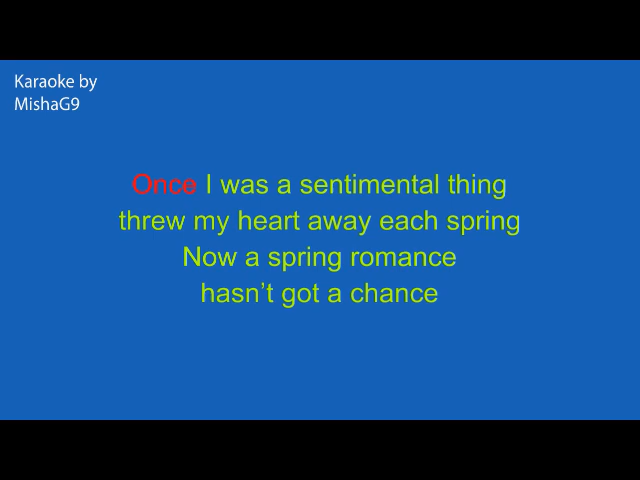 Karaoke by
MishaG9
Once I was a sentimental thing
threw my heart away each spring
Now a spring romance
hasn’t got a chance